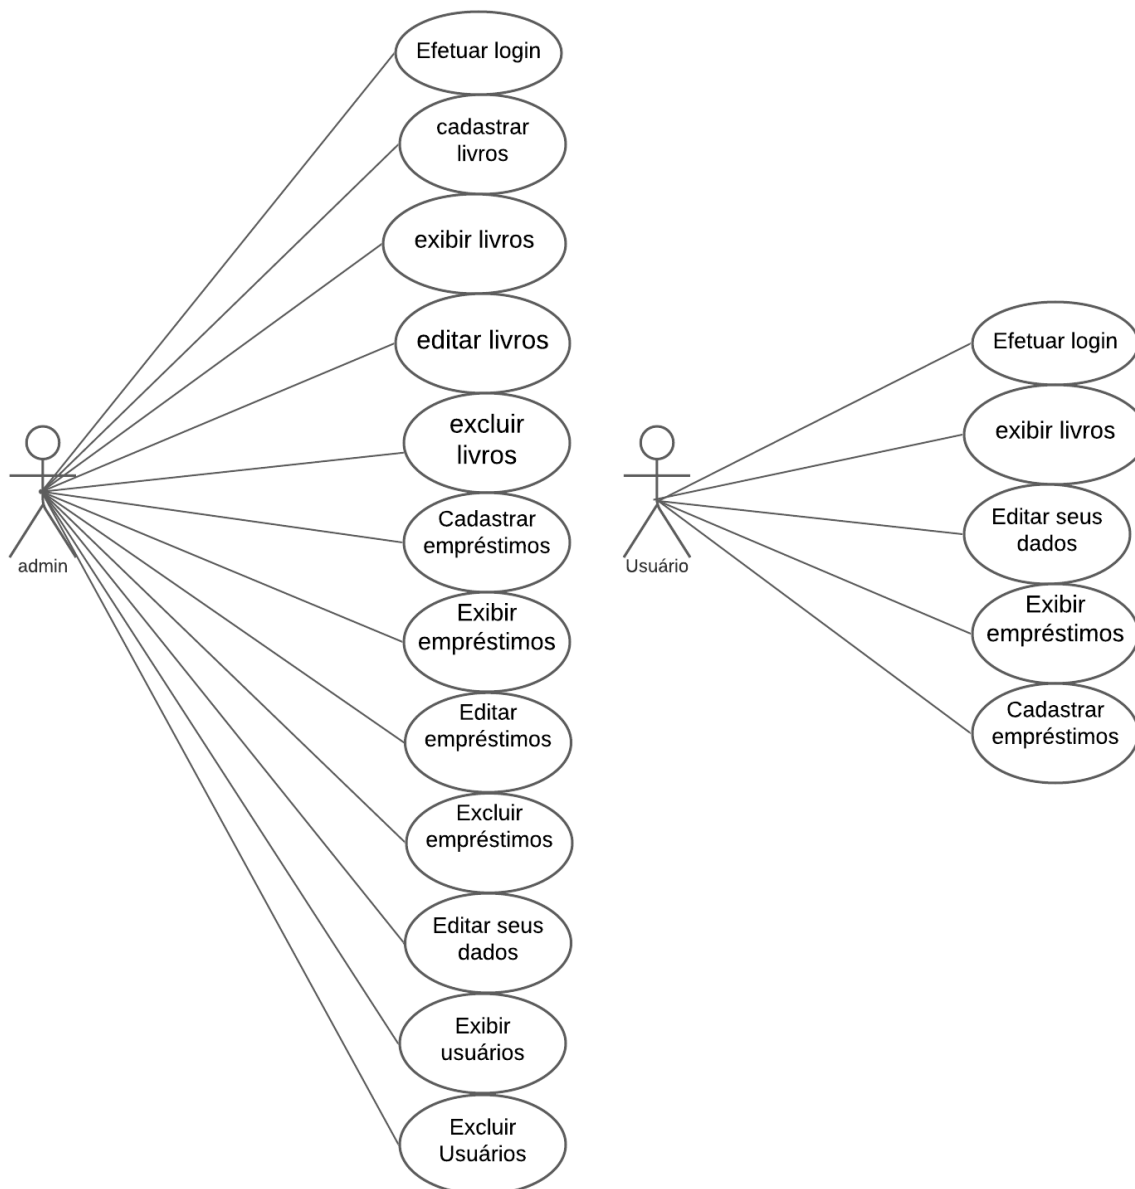 Efetuar login
cadastrar
livros
exibir livros
editar livros
excluir
livros
Cadastrar
empréstimos
Exibir
empréstimos
Editar
empréstimos
Excluir
empréstimos
Editar seus
dados
Exibir
usuários
Excluir
Usuários
admin
Efetuar login
exibir livros
Editar seus
dados
Exibir
empréstimos
Cadastrar
empréstimos
Usuário